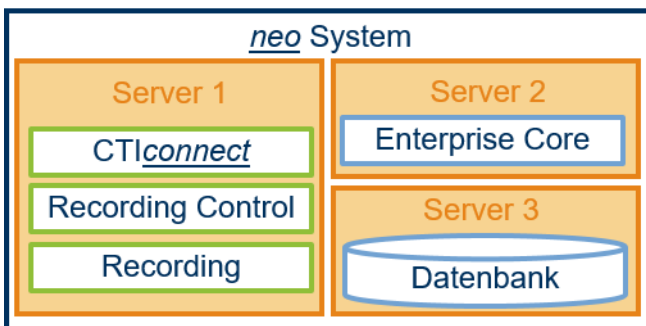 neo System
Server 1
CTIconnect
Recording Control
Recording
Server 2
Enterprise Core
Server 3
Datenbank